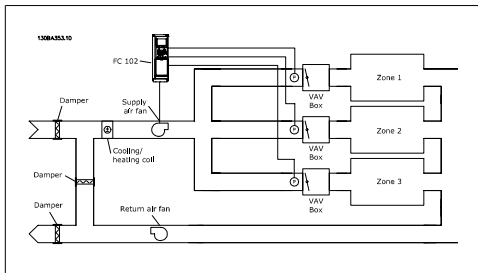 130BA353.10
FC 102
Damper
Supply
air fan
Cooling/
heating coil
Damper
Damper
Return air fan
P
VAV
Box
Zone 1
P
VAV
Box
Zone 2
P
VAV
Box
Zone 3